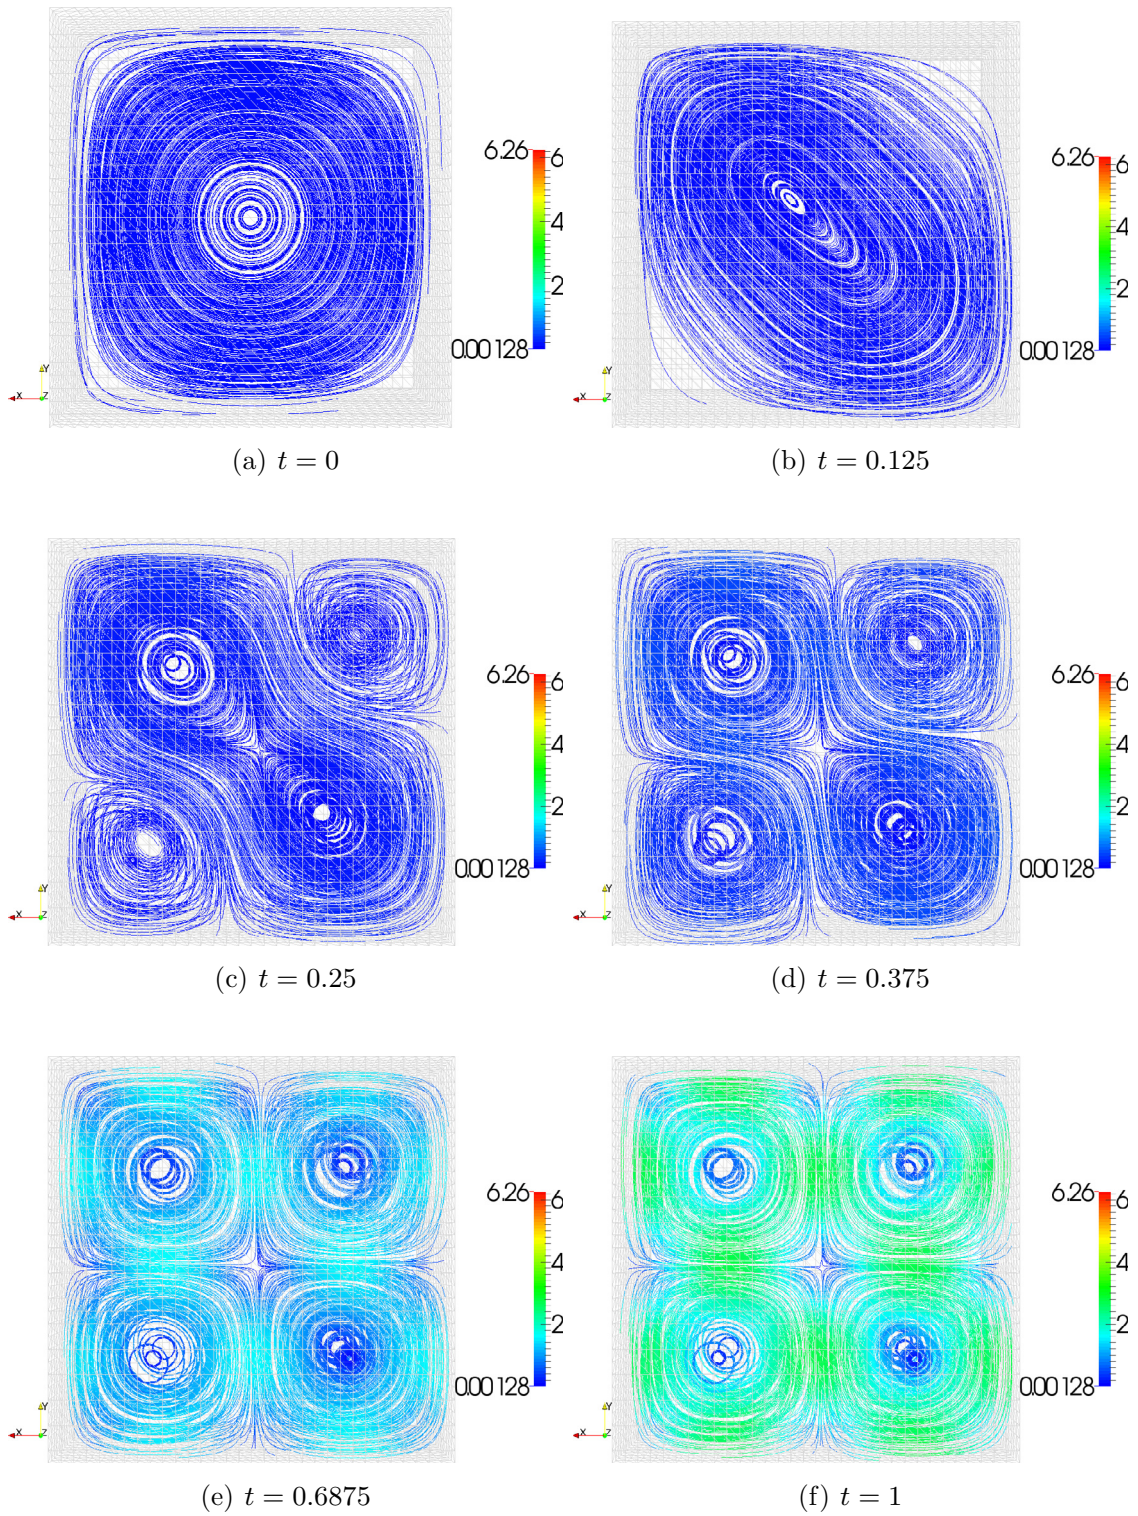 6.26 6
4
2
0.00128
Y
X Z
(a) t = 0
6.26 6
4
2
0.00128
Y
X Z
(b) t = 0.125
6.26 6
4
2
0.00128
Y
X Z
(c) t = 0.25
6.26 6
4
2
0.00128
Y
X Z
(d) t = 0.375
6.26 6
4
2
0.00128
Y
X Z
(e) t = 0.6875
6.26 6
4
2
0.00128
Y
X Z
(f) t = 1